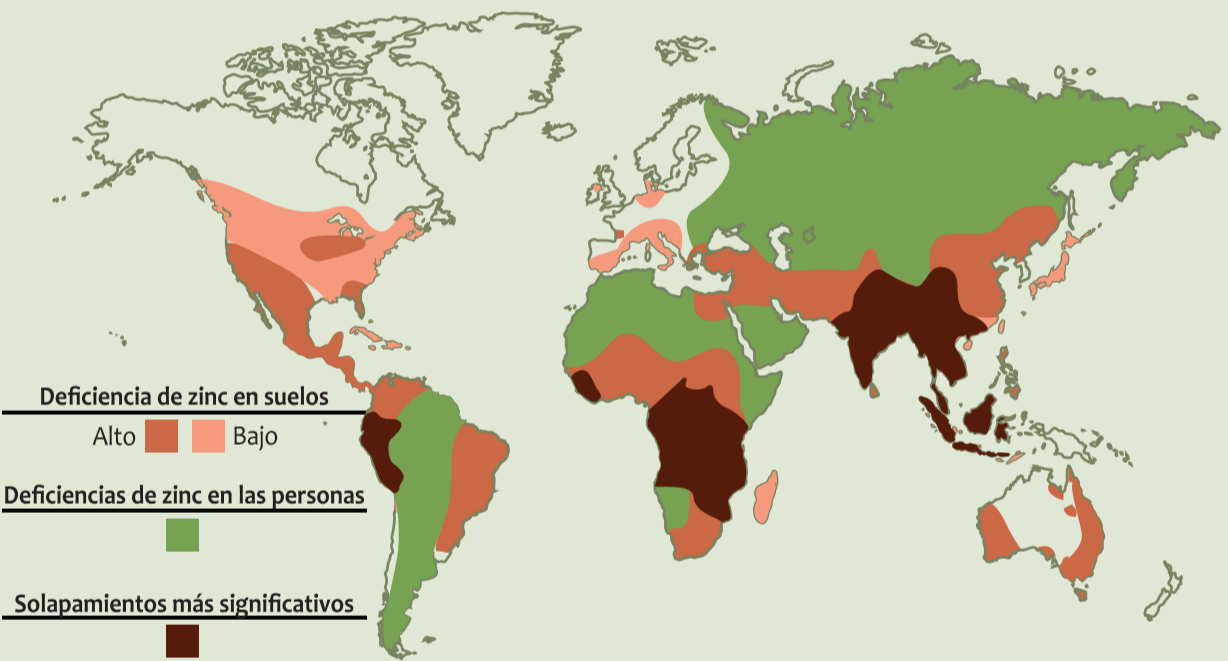 Deficiencia de zinc en suelos
Alto Bajo
Deficiencias de zinc en las personas
Solapamientos más significativos